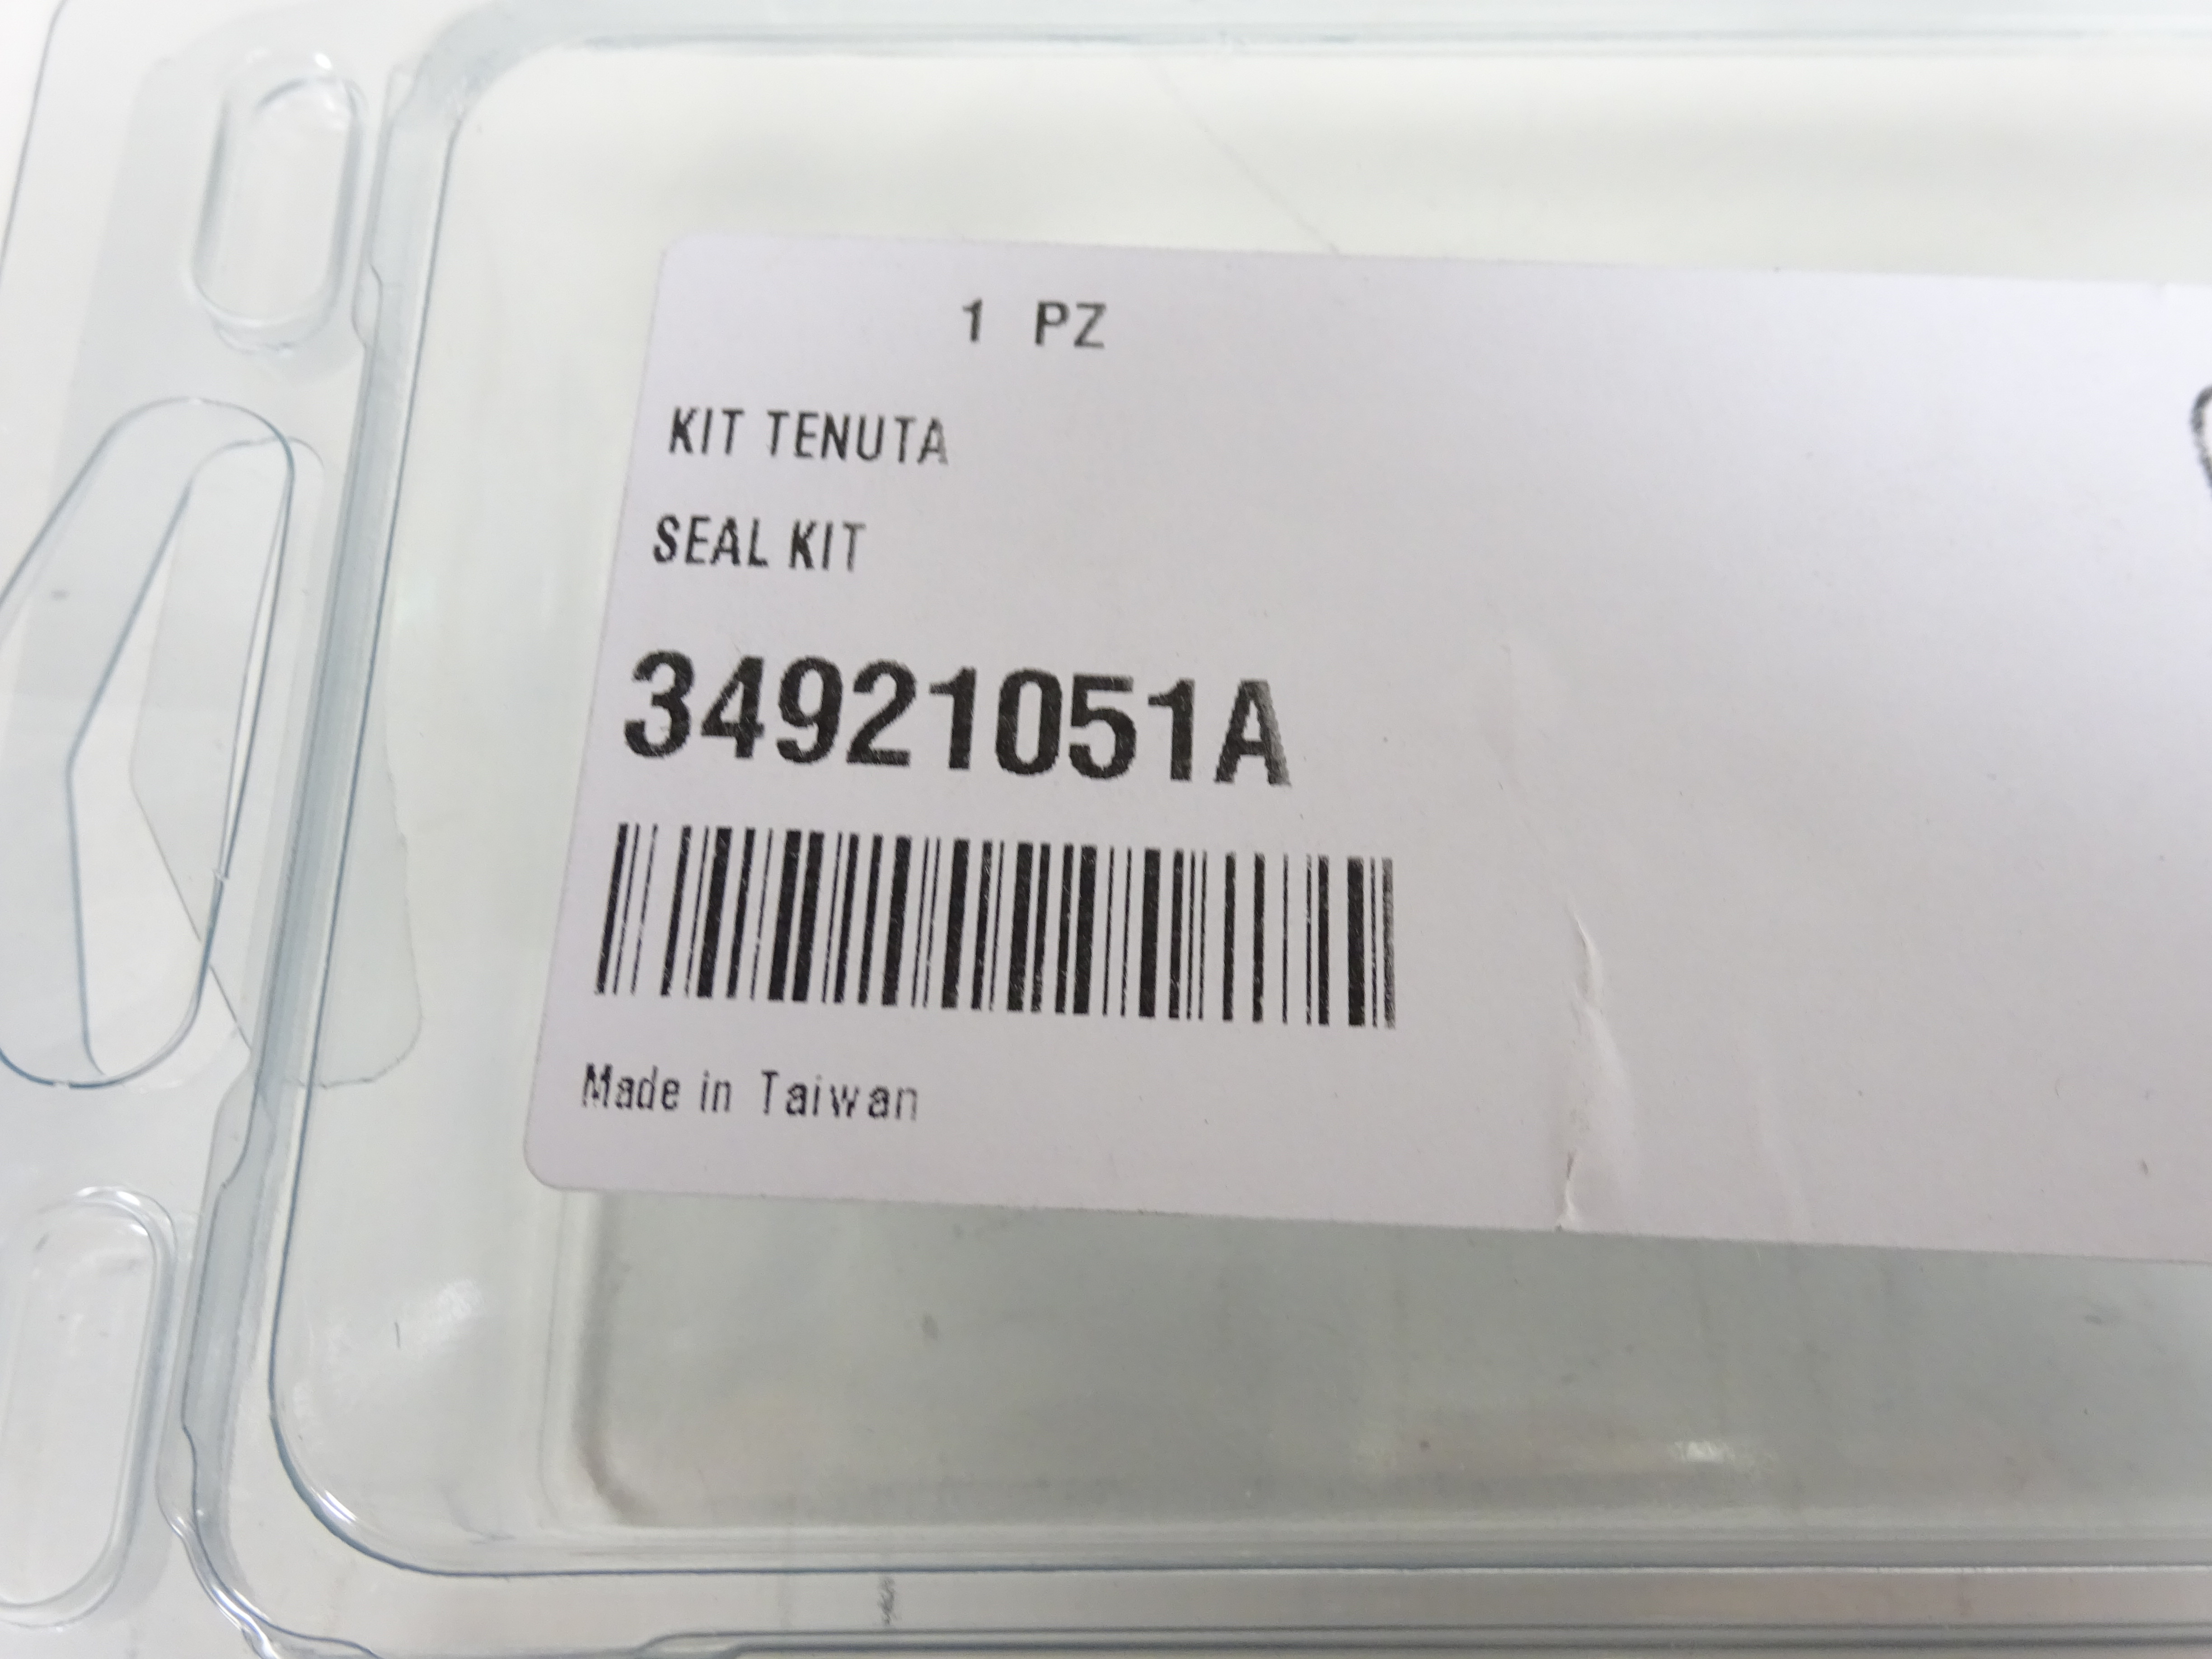 1 PZ
KIT TENUTA
SEAL KIT
34921051A
Made in Taiwan